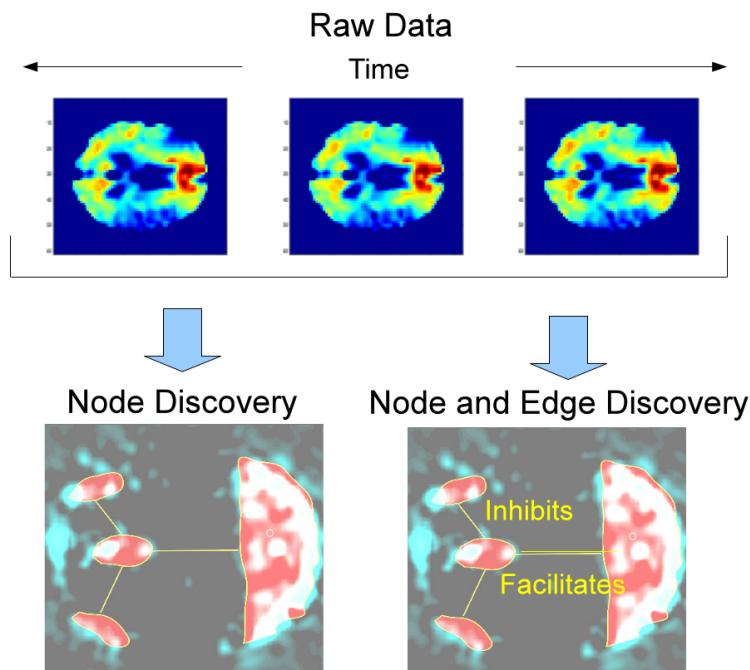 Raw Data
Time
Node Discovery
Node and Edge Discovery
Inhibits
Facilitates